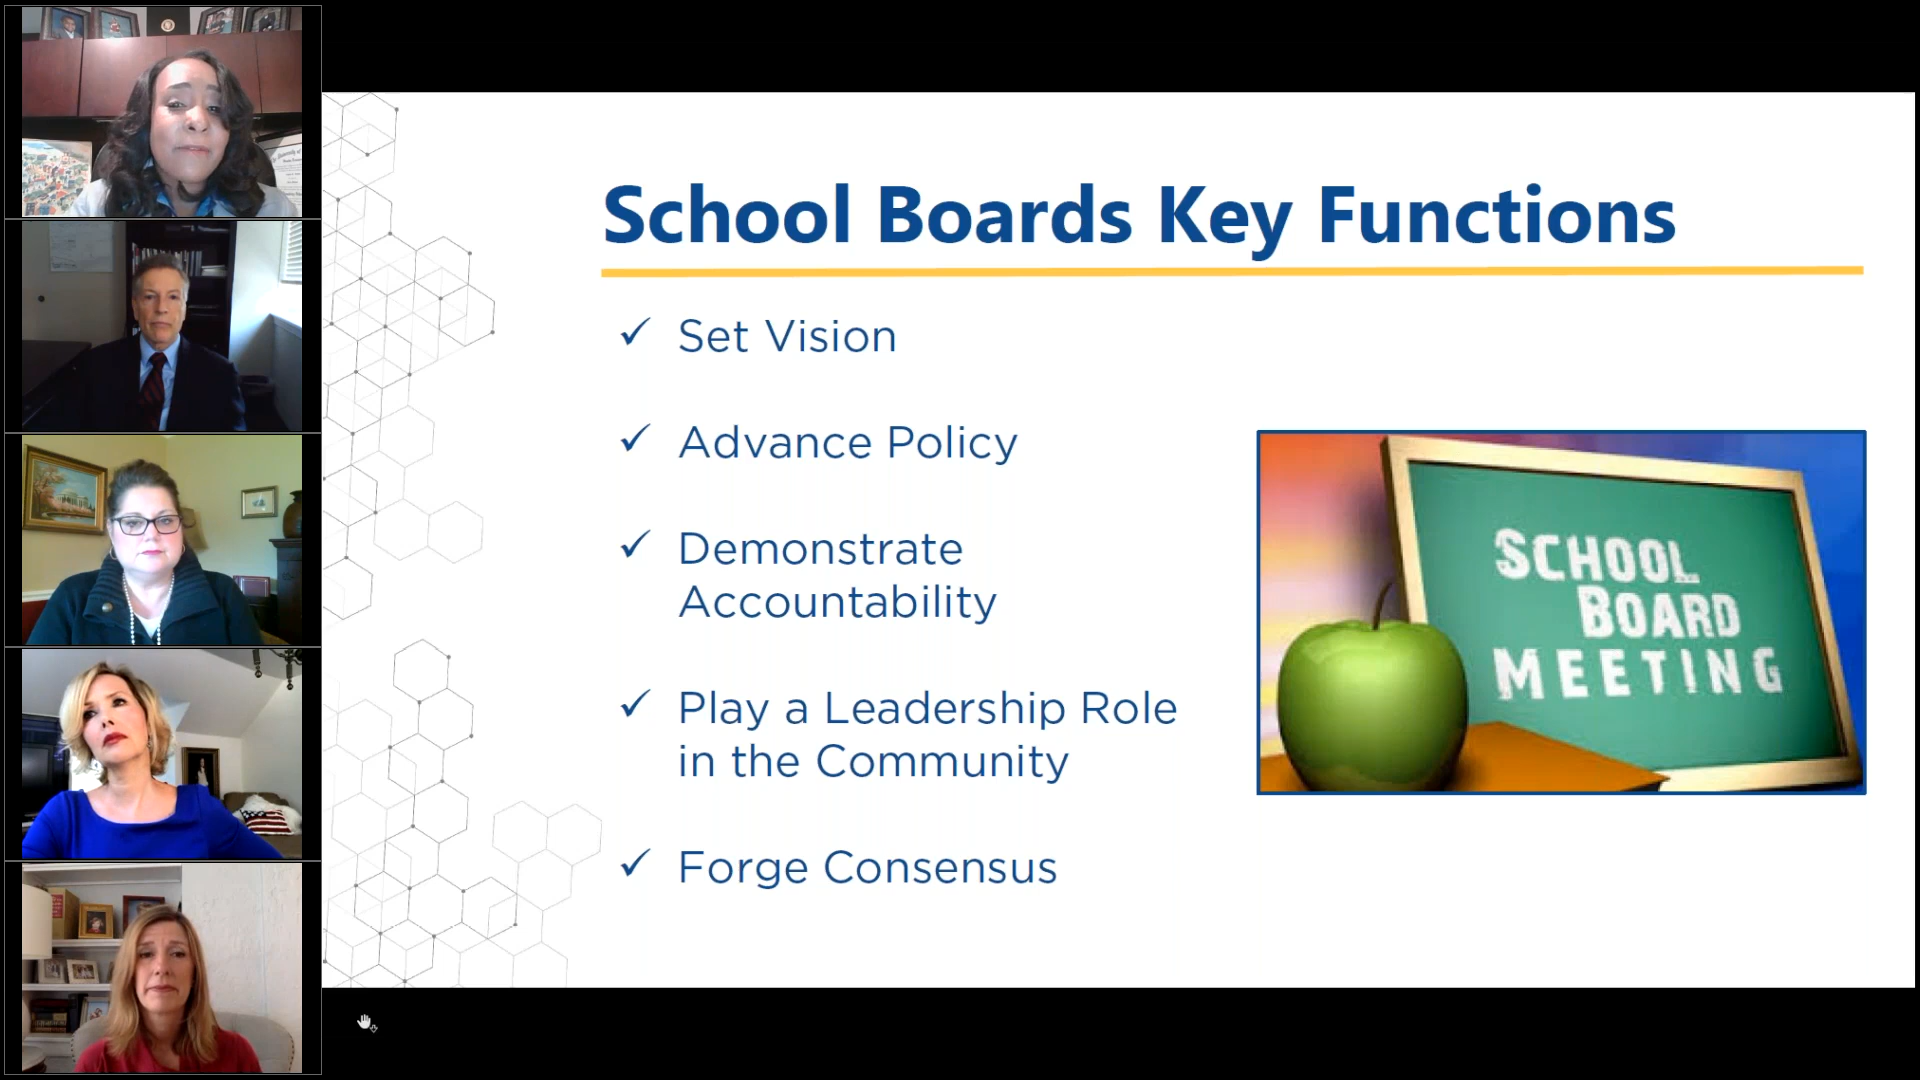 School Boards Key Functions
✓ Set Vision
✓ Advance Policy
✓ Demonstrate
Accountability
✓ Play a Leadership Role
in the Community
✓ Forge Consensus
SCHOOL
BOARD
MEETING